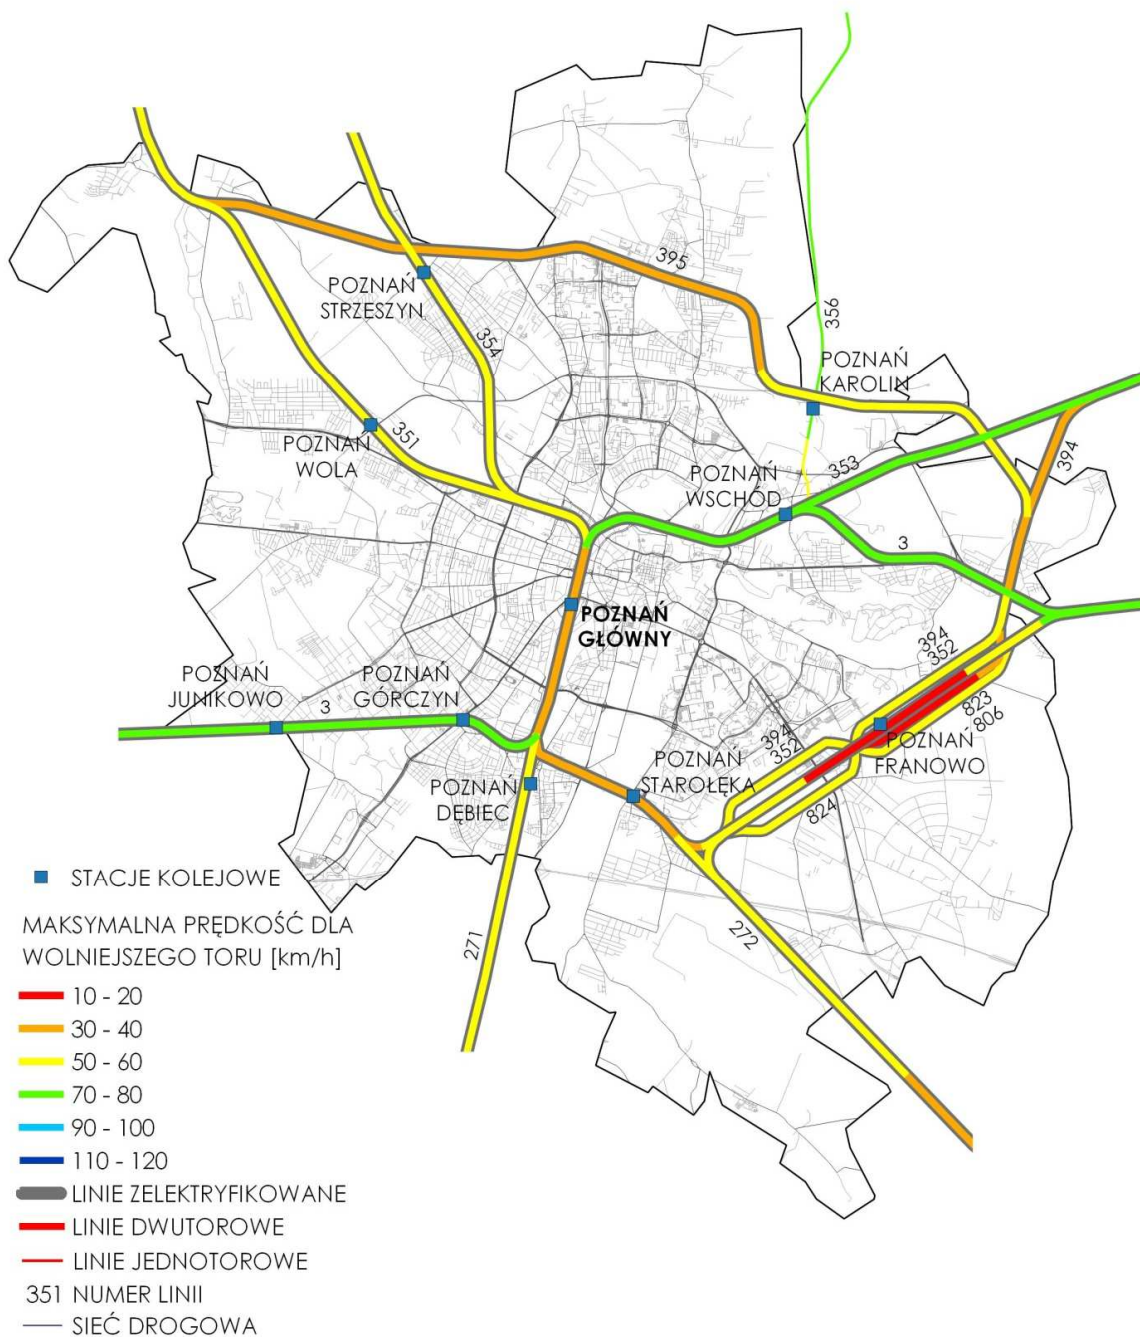 395
356
POZNAŃ
STRZESZYN
354
POZNAŃ
KAROLIN
POZNAŃ
WOLA
351
POZNAŃ
WSCHÓD
353
394
3
POZNAŃ
GŁÓWNY
394
352
POZNAŃ
JUNIKOWO
3
POZNAŃ
GÓRCZYN
823
806
394
352
POZNAŃ
FRANOWO
POZNAŃ
STAROŁĘKA
POZNAŃ
DĘBIEC
824
271
272
STACJE KOLEJOWE
MAKSYMALNA PRĘDKOŚĆ DLA
WOLNIEJSZEGO TORU [km/h]
10 - 20
30 - 40
50 - 60
70 - 80
90 - 100
110 - 120
LINIE ZELEKTRYFIKOWANE
LINIE DWUTOROWE
LINIE JEDNOTOROWE
351 NUMER LINII
SIEĆ DROGOWA